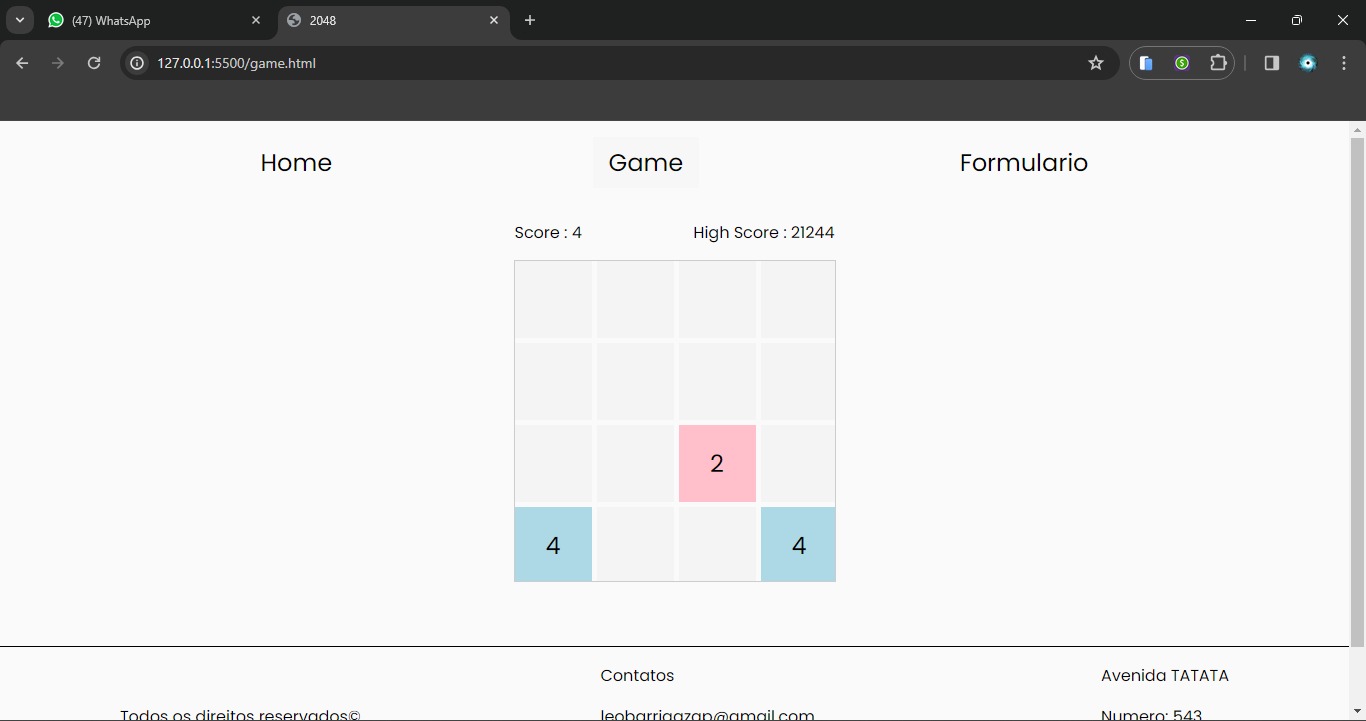 (47) WhatsApp
2048
127.0.0.1:5500/game.html
Home
Game
Formulario
Score : 4
High Score : 21244
2
4
4
Contatos
Avenida TATATA
Todos os direitos reservados©
leobarrigazap@gmail.com
Numero: 543